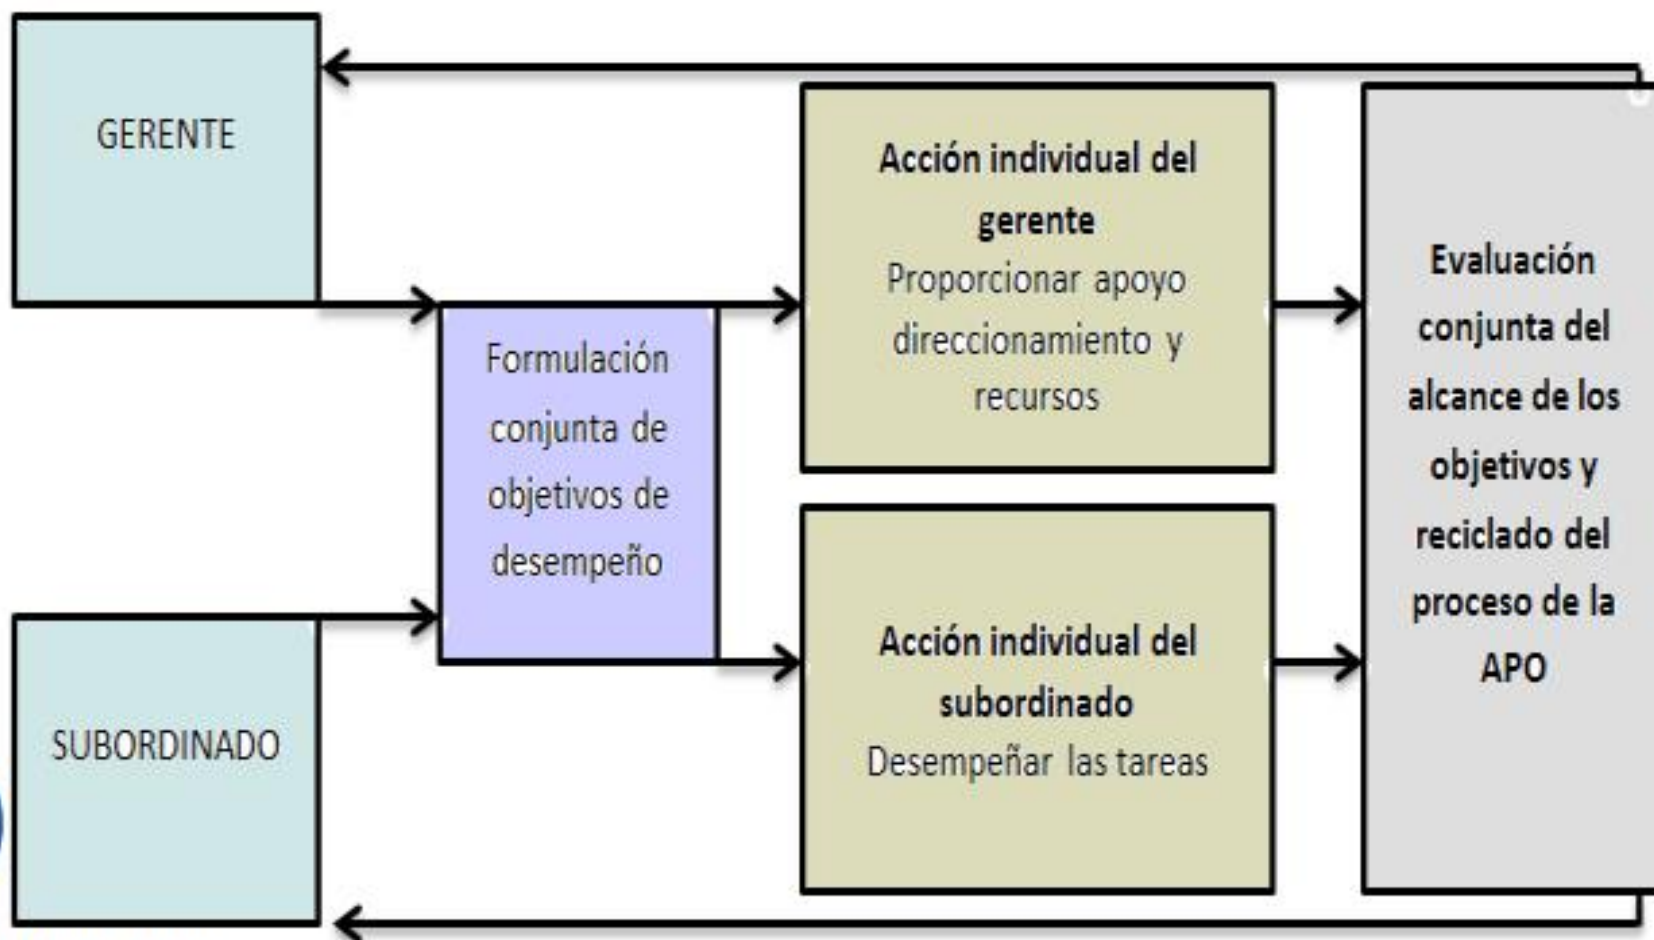 GERENTE
Formulación
conjunta de
objetivos de
desempeño
SUBORDINADO
Acción individual del
gerente
Proporcionar apoyo
direccionamiento y
recursos
Acción individual del
subordinado
Desempeñar las tareas
Evaluación
conjunta del
alcance de los
objetivos y
reciclado del
proceso de la
APO